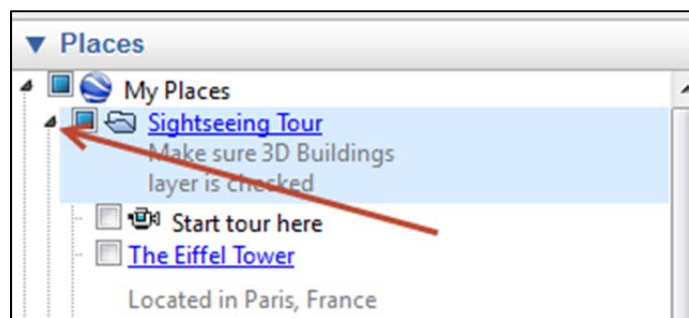 Places
My Places
Sightseeing Tour
Make sure 3D Buildings
layer is checked
Start tour here
The Eiffel Tower
Located in Paris, France